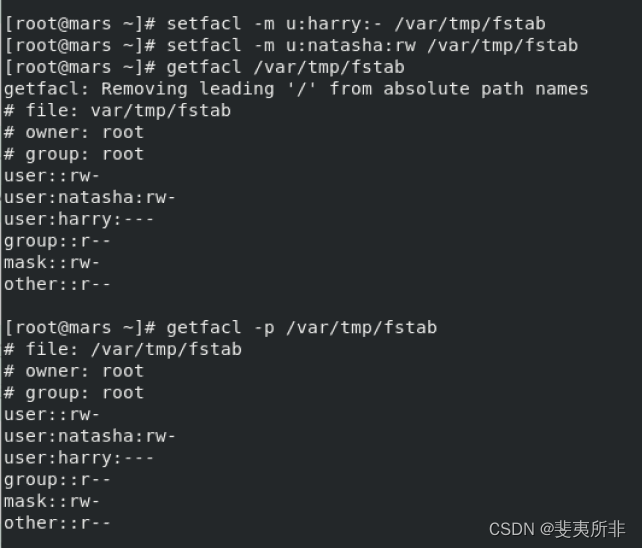 [root@mars ~]# setfacl -m u:harry:- /var/tmp/fstab
[root@mars ~]# setfacl -m u:natasha:rw /var/tmp/fstab
[root@mars ~]# getfacl /var/tmp/fstab
getfacl: Removing leading '/' from absolute path names
# file: var/tmp/fstab
# owner: root
# group: root
user::rw-
user:natasha:rw-
user:harry:---
group::r--
mask::rw-
other::r--

[root@mars ~]# getfacl -p /var/tmp/fstab
# file: /var/tmp/fstab
# owner: root
# group: root
user::rw-
user:natasha:rw-
user:harry:---
group::r--
mask::rw-
other::r--
CSDN @斐夷所非